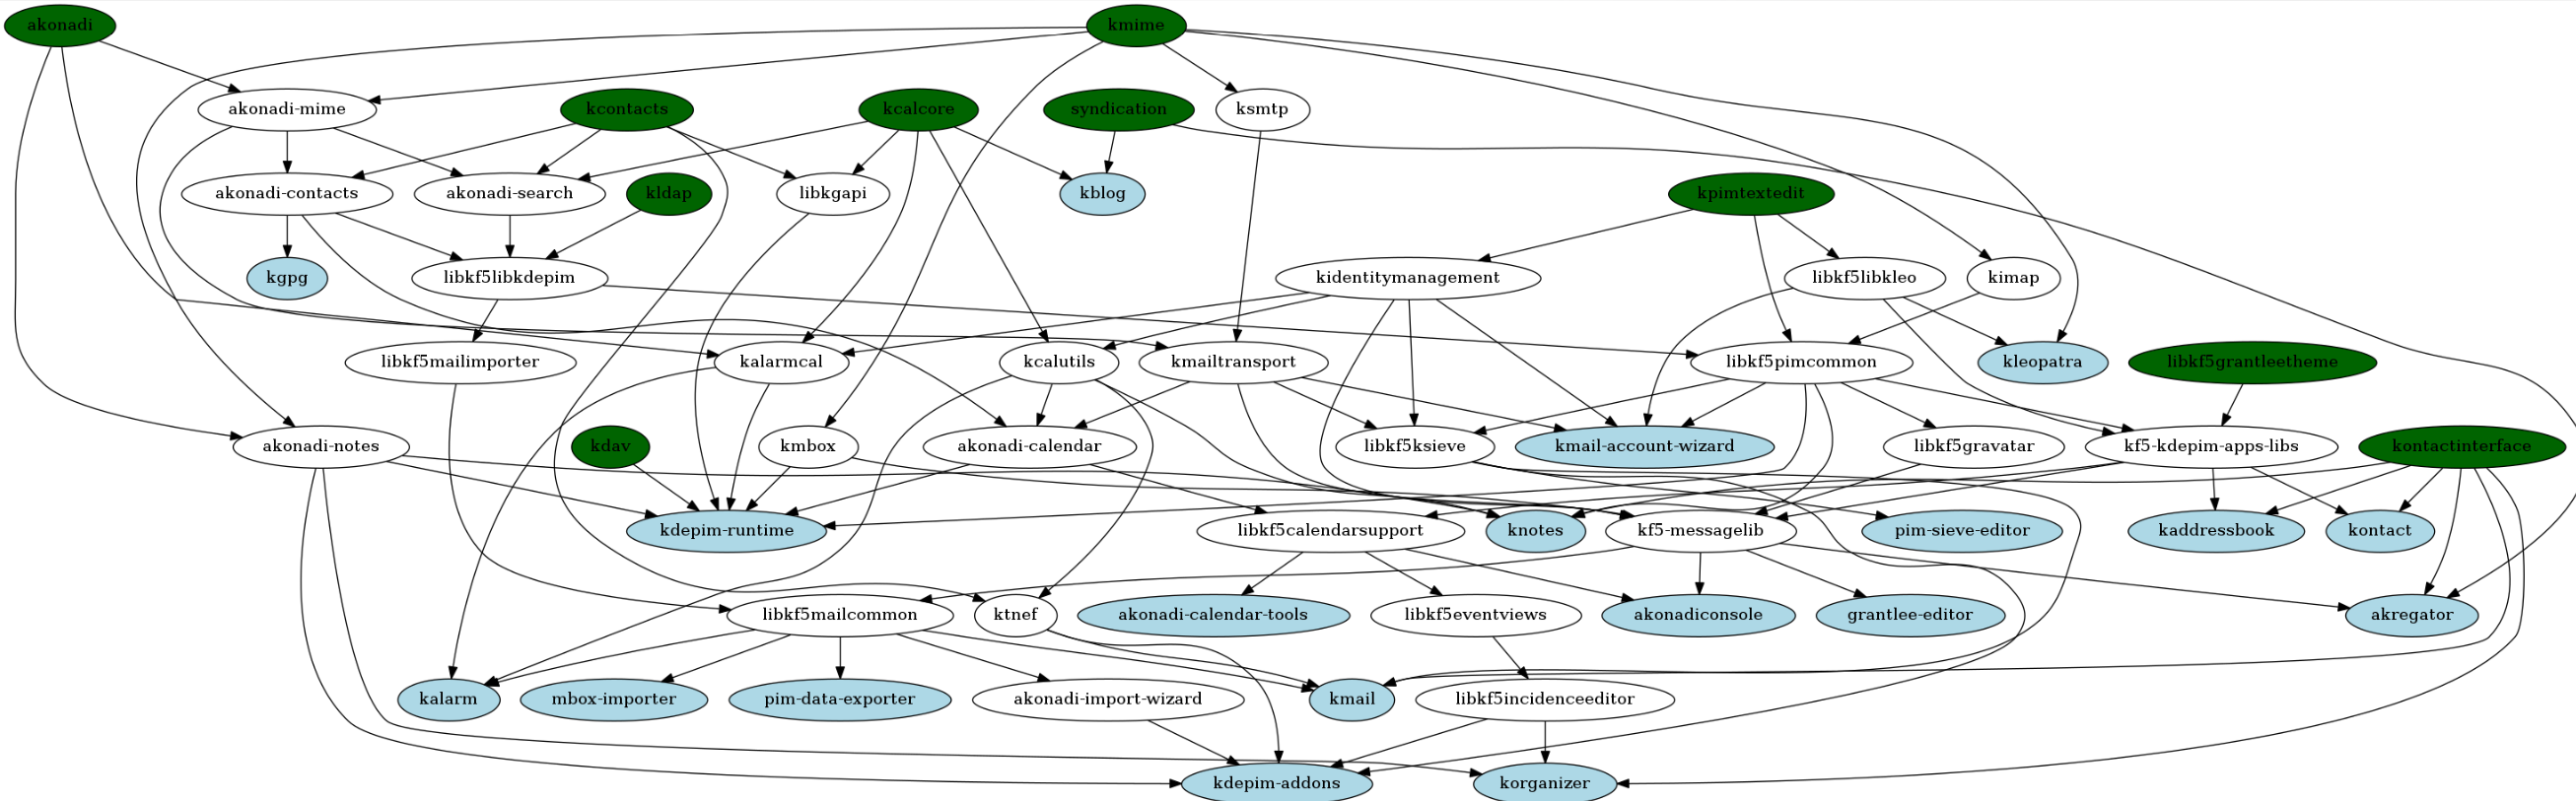 akonadi
kmime
akonadi-mime
kcontacts
kcalcore
syndication
ksmtp
akonadi-contacts
akonadi-search
kldap
libkgapi
kblog
kpimtextedit
kgpg
libkf5libkdepim
kidentitymanagement
libkf5libkleo
kimap
libkf5mailimporter
kalarmcal
kcalutils
kmailtransport
libkf5pimcommon
kleopatra
libkf5grantleetheme
akonadi-notes
kdav
kmbox
akonadi-calendar
libkf5ksieve
kmail-account-wizard
libkf5gravatar
kf5-kdepim-apps-libs
kontactinterface
kdepim-runtime
libkf5calendarsupport
knotes
kf5-messagelib
pim-sieve-editor
kaddressbook
kontact
libkf5mailcommon
ktnef
akonadi-calendar-tools
libkf5eventviews
akonadiconsole
grantlee-editor
akregator
kalarm
mbox-importer
pim-data-exporter
akonadi-import-wizard
kmail
libkf5incidenceeditor
kdepim-addons
korganizer